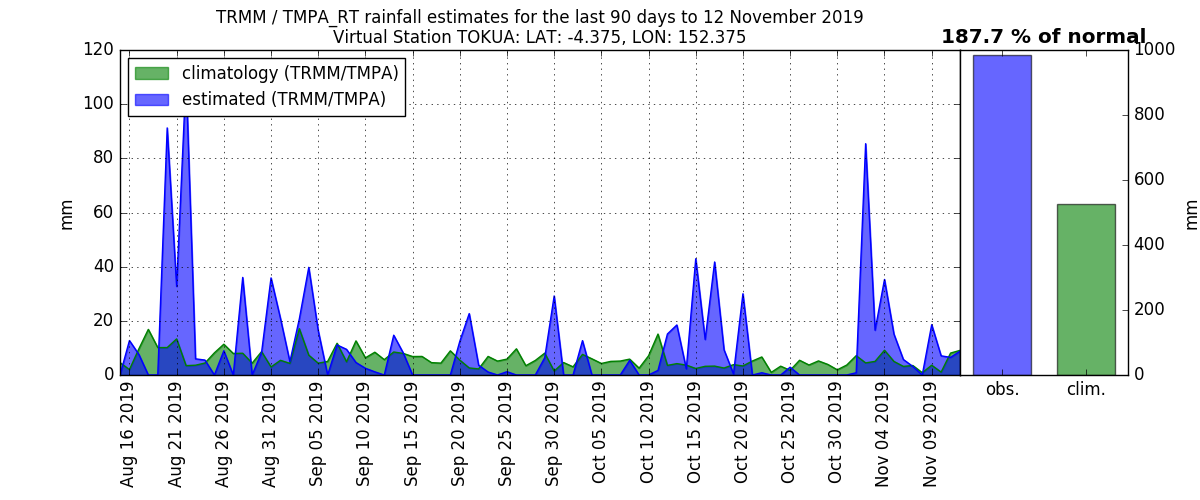 TRMM / TMPA_RT rainfall estimates for the last 90 days to 12 November 2019
Virtual Station TOKUA: LAT: -4.375, LON: 152.375
187.7 % of normal
climatology (TRMM/TMPA)
estimated (TRMM/TMPA)
120
100
80
60
40
20
0
mm
1000
800
600
400
200
0
mm
Aug 16 2019
Aug 21 2019
Aug 26 2019
Aug 31 2019
Sep 05 2019
Sep 10 2019
Sep 15 2019
Sep 20 2019
Sep 25 2019
Sep 30 2019
Oct 05 2019
Oct 10 2019
Oct 15 2019
Oct 20 2019
Oct 25 2019
Oct 30 2019
Nov 04 2019
Nov 09 2019
obs.
clim.